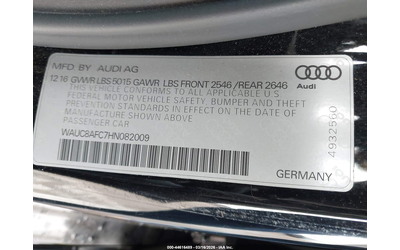 MFD. BY AUDI AG
12 16 GVWR LBS 5015 GAWR LBS FRONT 2546 / REAR 2646
THIS VEHICLE CONFORMS TO ALL APPLICABLE U.S
FEDERAL MOTOR VEHICLE SAFETY, BUMPER AND THEFT
PREVENTION STANDARDS IN EFFECT ON THE DATE OF
MANUFACTURE SHOWN ABOVE
PASSENGER CAR
WAUC8AFC7HN082009
Audi
4932560
GERMANY